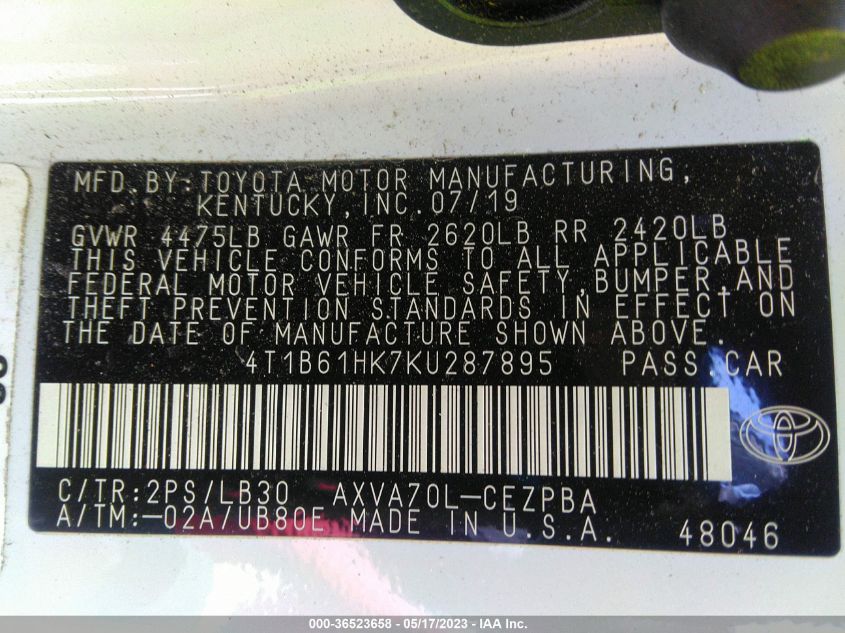 MFD.BY:TOYOTA MOTOR MANUFACTURING,
KENTUCKY,INC.07/19
GVWR 4475LB GAWR FR 2620LB RR 2420LB
THIS VEHICLE CONFORMS TO ALL APPLICABLE
FEDERAL MOTOR VEHICLE SAFETY,BUMPER,AND
THEFT PREVENTION STANDARDS IN EFFECT ON
THE DATE OF MANUFACTURE SHOWN ABOVE.
4T1B61HK7KU287895 PASS.CAR
C/TR:2PS/LB30 AXVA70L-CEZPBA
A/TM:-02A7UB80E MADE IN U.S.A. 48046
000-36523658 - 05/17/2023 - IAA Inc.